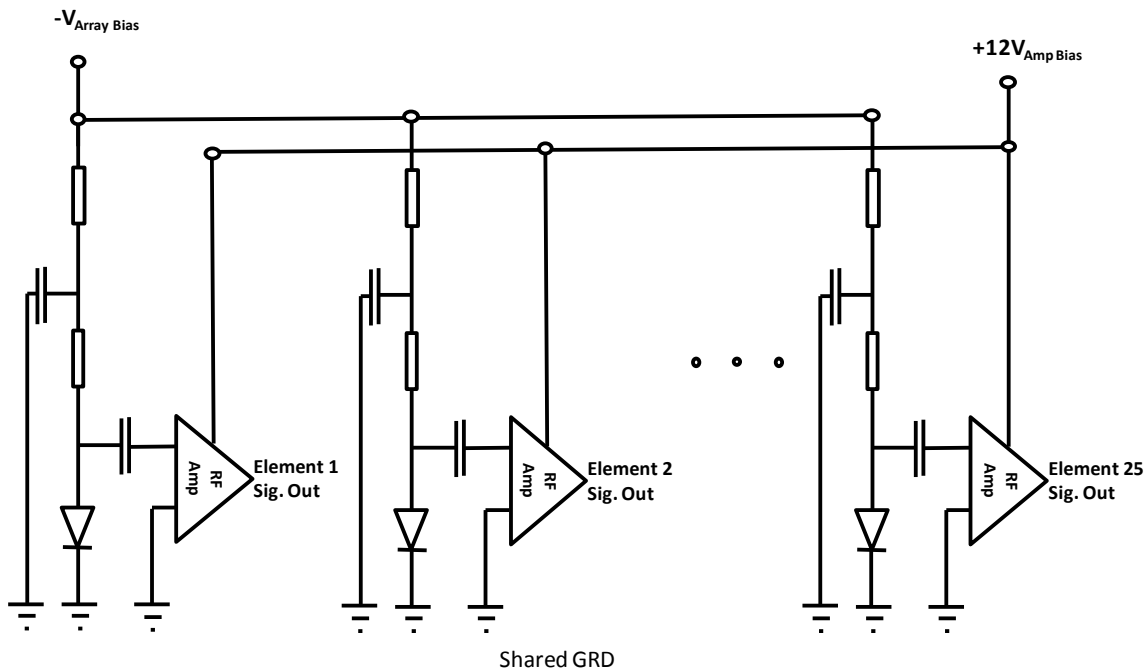 -VArray Bias
+12VAmp Bias
RF
Amp
Element 1
Sig. Out
RF
Amp
Element 2
Sig. Out
RF
Amp
Element 25
Sig. Out
Shared GRD